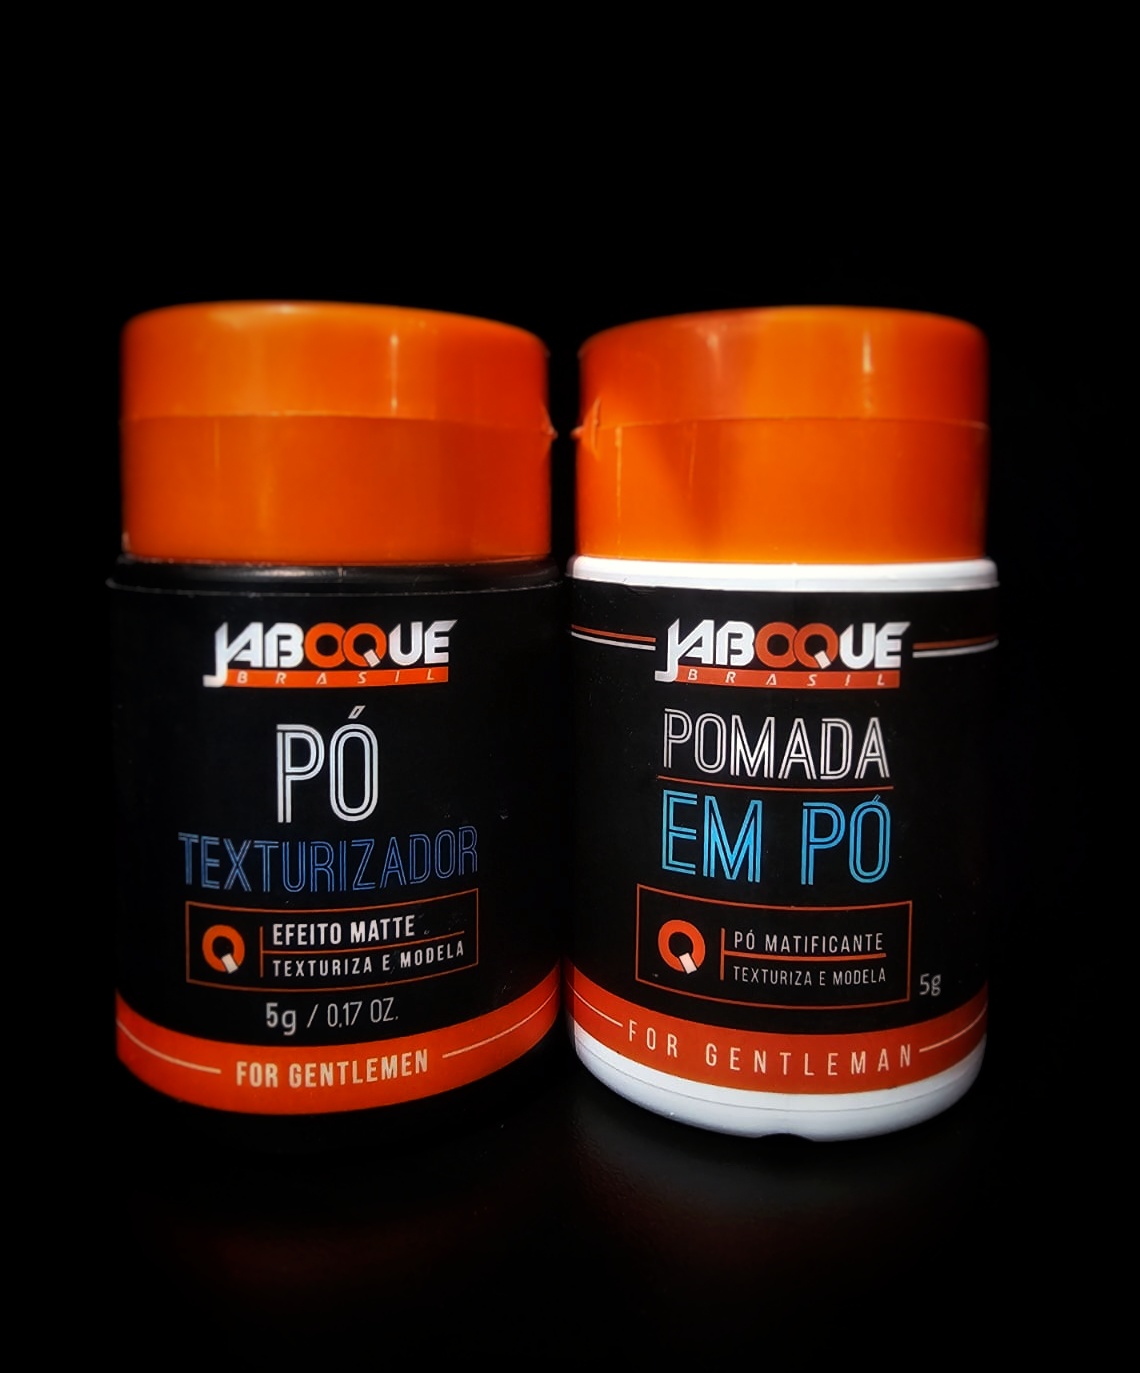 JABOQUE
BRASIL
PÓ
TEXTURIZADOR
EFEITO MATTE
TEXTURIZA E MODELA
5g / 0,17 OZ.
FOR GENTLEMEN
JABOQUE
BRASIL
POMADA
EM PÓ
PÓ MATIFICANTE
TEXTURIZA E MODELA
5g
FOR GENTLEMAN